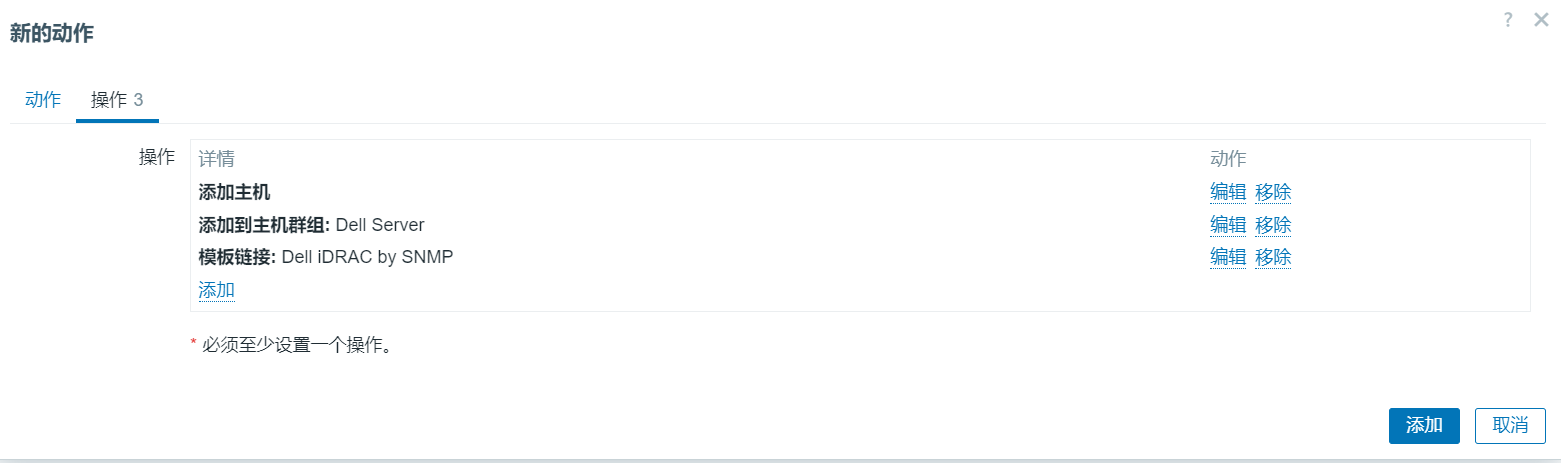 新的动作
?
动作 操作 3
操作 详情 动作
添加主机 编辑 移除
添加到主机群组: Dell Server 编辑 移除
模板链接: Dell iDRAC by SNMP 编辑 移除
添加
* 必须至少设置一个操作。
添加 取消